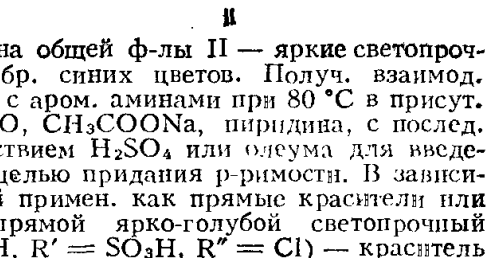 II
на общей ф-лы II — яркие светопроч-
бр. синих цветов. Получ. взаимод.
с аром. аминами при 80 °C в присут.
O, CH₃COONa, пиридина, с послед.
ствием H₂SO₄ или олеума для введе-
целью придания р-римости. В зависи-
примен. как прямые красители или
прямой ярко-голубой светопрочный
H, R′ = SO₃H, R″ = Cl) — краситель